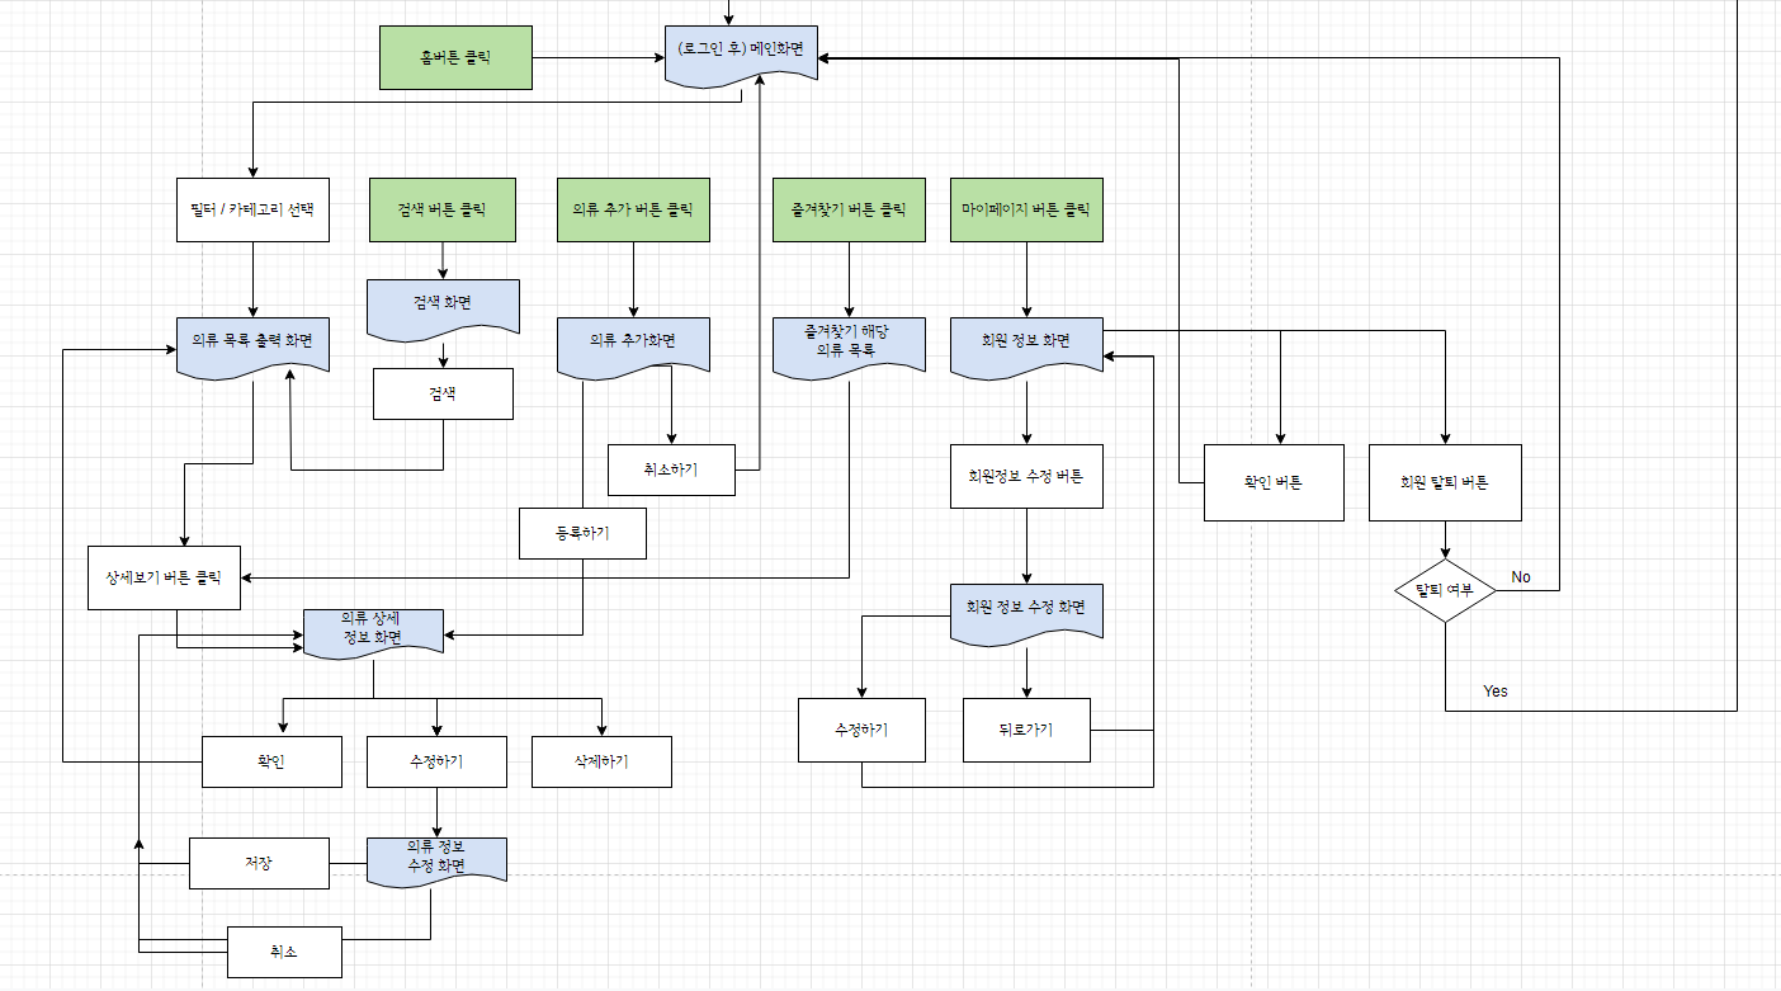 홈버튼 클릭
(로그인 후) 메인화면
필터 / 카테고리 선택
검색 버튼 클릭
의류 추가 버튼 클릭
즐겨찾기 버튼 클릭
마이페이지 버튼 클릭
검색 화면
의류 목록 출력 화면
의류 추가화면
즐겨찾기 해당
의류 목록
회원 정보 화면
검색
취소하기
회원정보 수정 버튼
확인 버튼
회원 탈퇴 버튼
등록하기
상세보기 버튼 클릭
탈퇴 여부
No
의류 상세
정보 화면
회원 정보 수정 화면
Yes
수정하기
뒤로가기
확인
수정하기
삭제하기
저장
의류 정보
수정 화면
취소